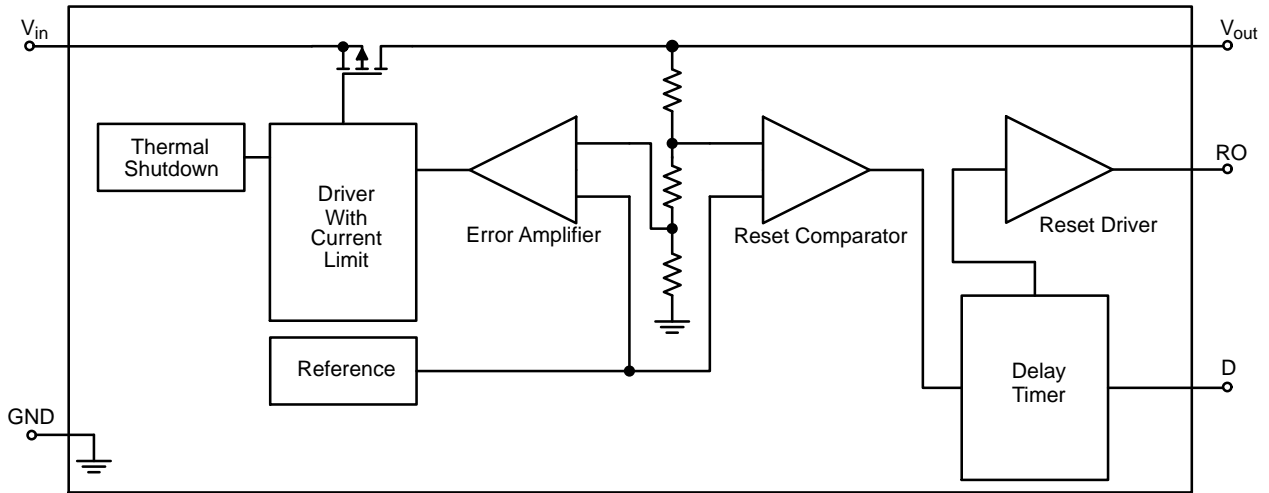 Vin
Vout
Thermal
Shutdown
Driver
With
Current
Limit
Error Amplifier
Reset Comparator
Reset Driver
RO
Reference
Delay
Timer
D
GND